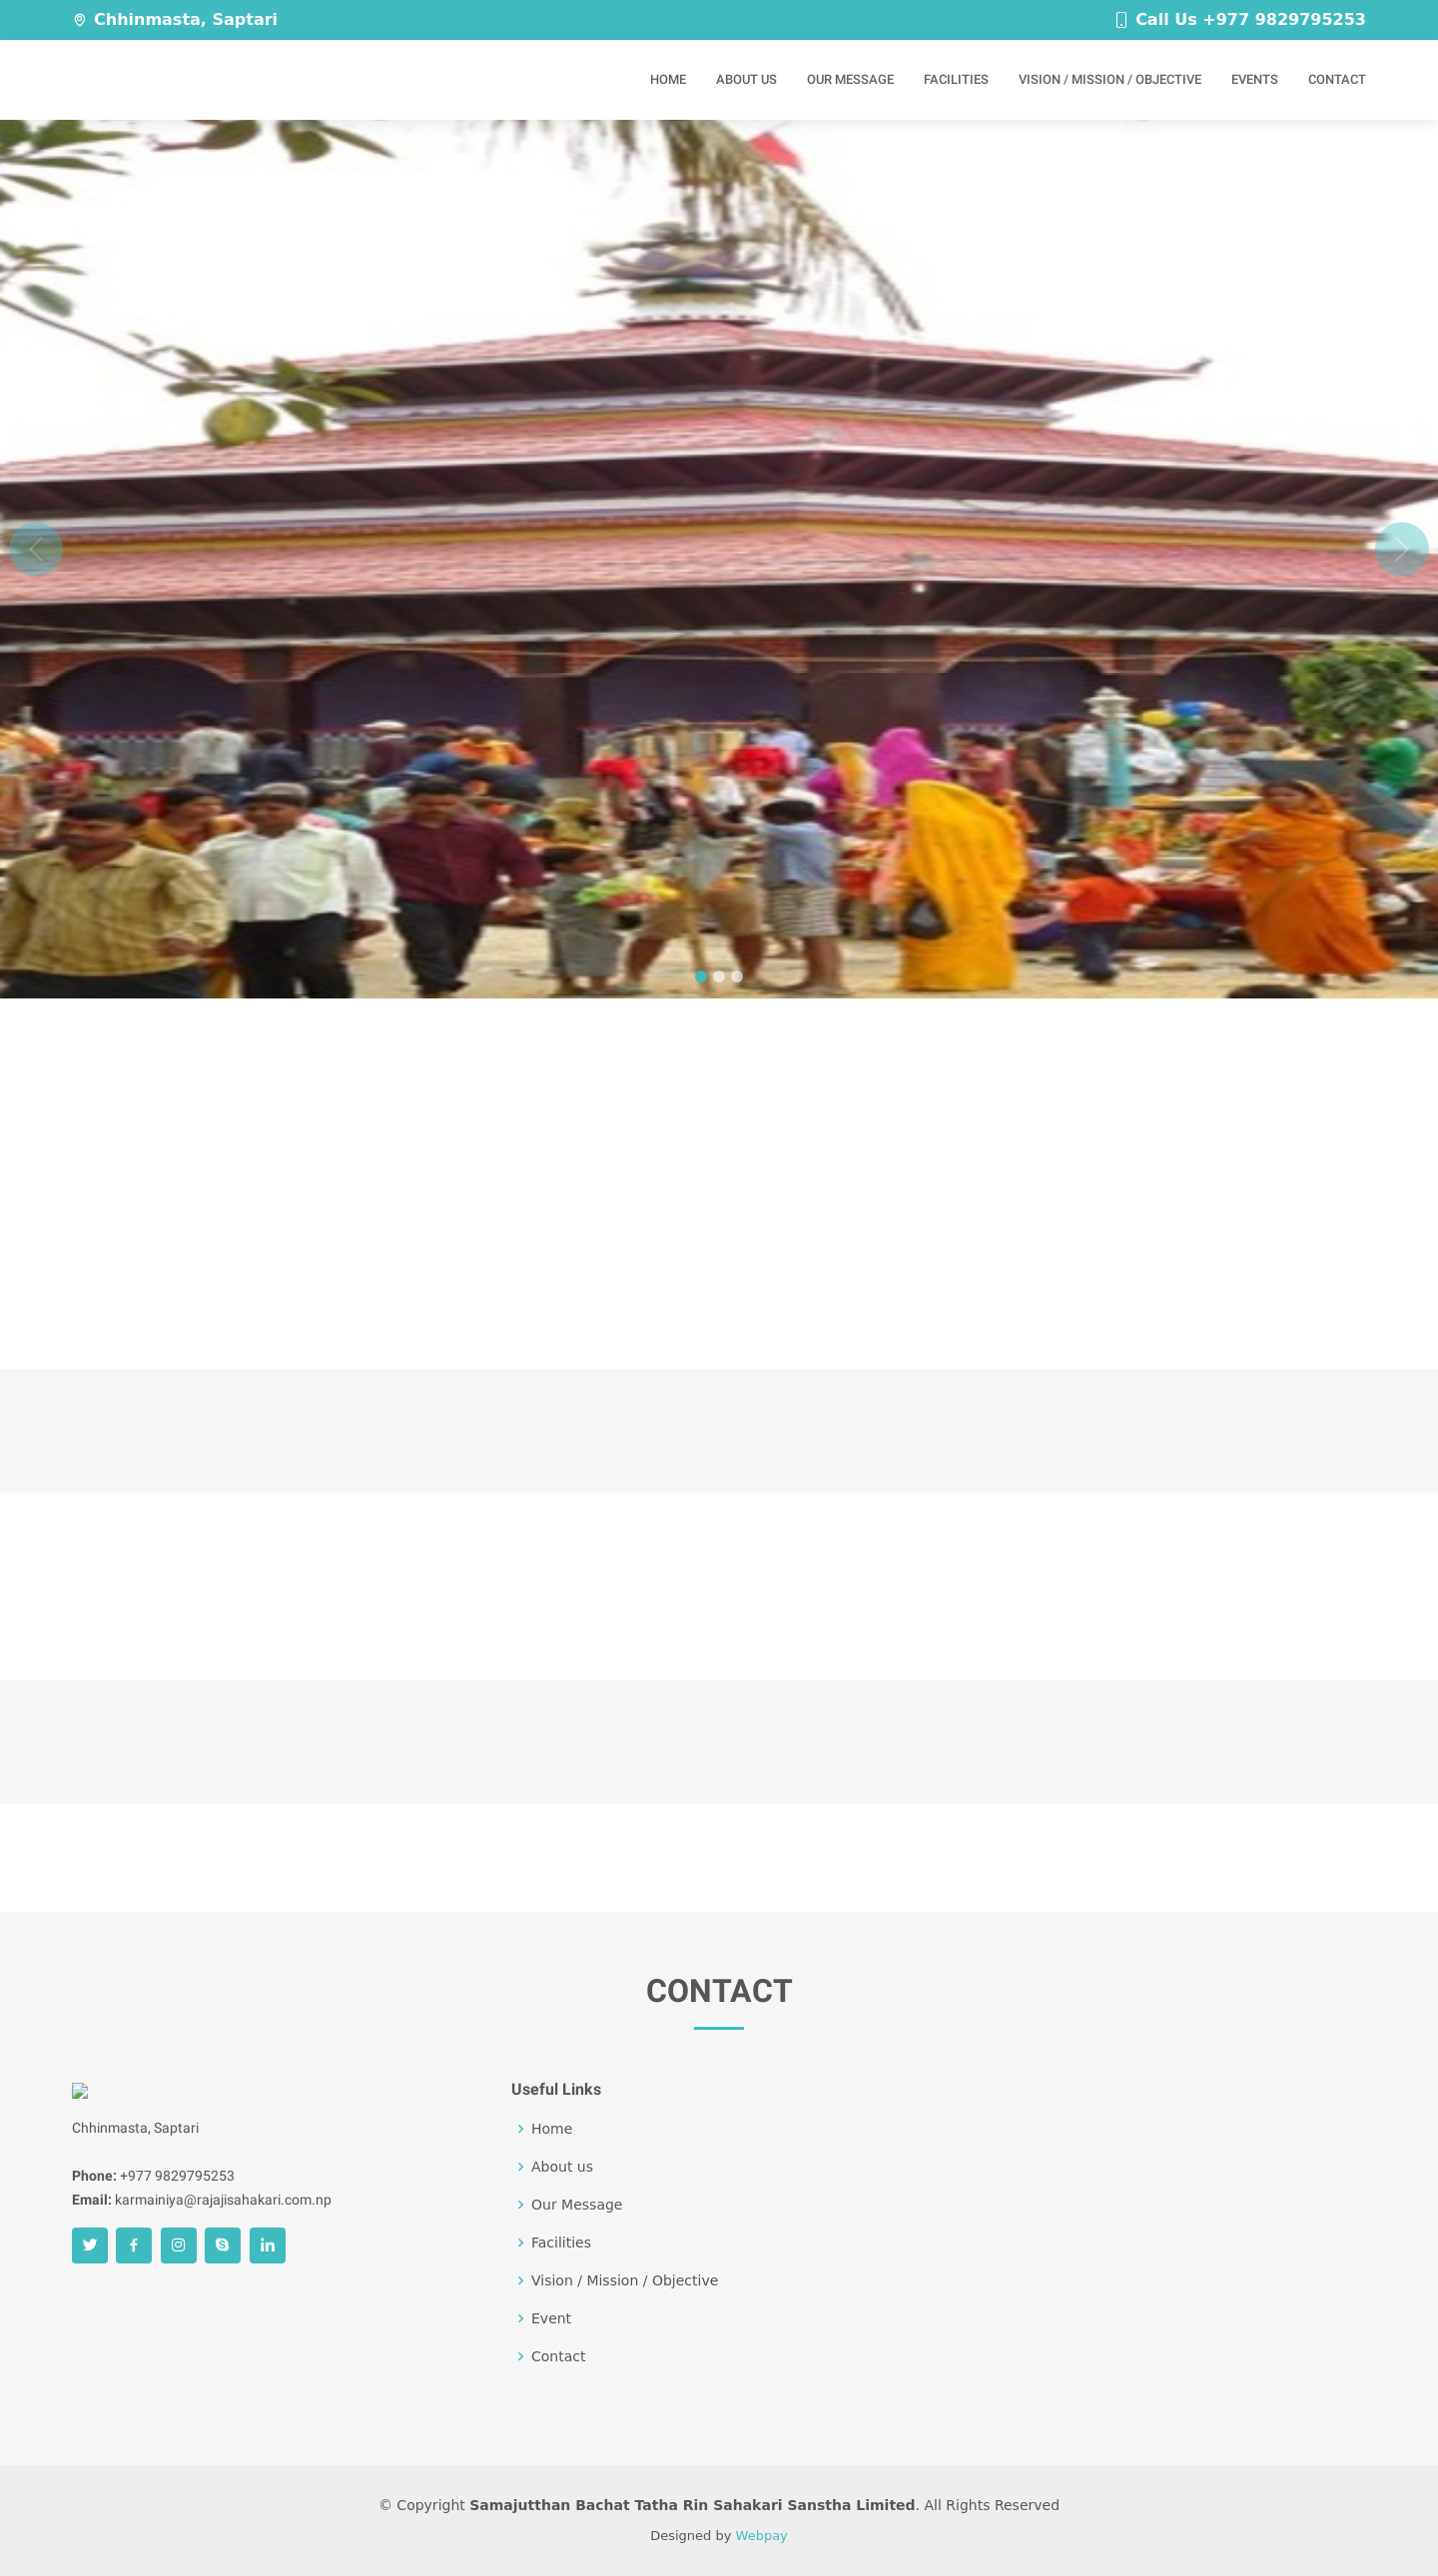 Chhinmasta, Saptari
Call Us +977 9829795253
HOME
ABOUT US
OUR MESSAGE
FACILITIES
VISION / MISSION / OBJECTIVE
EVENTS
CONTACT
CONTACT
Chhinmasta, Saptari
Phone: +977 9829795253
Email: karmainiya@rajajisahakari.com.np
Useful Links
Home
About us
Our Message
Facilities
Vision / Mission / Objective
Event
Contact
© Copyright Samajutthan Bachat Tatha Rin Sahakari Sanstha Limited. All Rights Reserved
Designed by Webpay